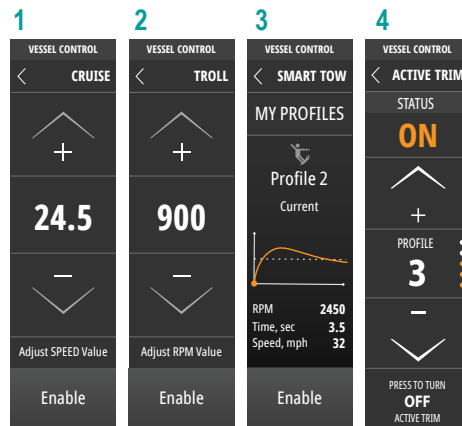 1
VESSEL CONTROL
CRUISE
+
24.5
−
Adjust SPEED Value
Enable
2
VESSEL CONTROL
TROLL
+
900
−
Adjust RPM Value
Enable
3
VESSEL CONTROL
SMART TOW
MY PROFILES
Profile 2
Current
RPM 2450
Time, sec 3.5
Speed, mph 32
Enable
4
VESSEL CONTROL
ACTIVE TRIM
STATUS
ON
+
PROFILE
3
−
PRESS TO TURN
OFF
ACTIVE TRIM